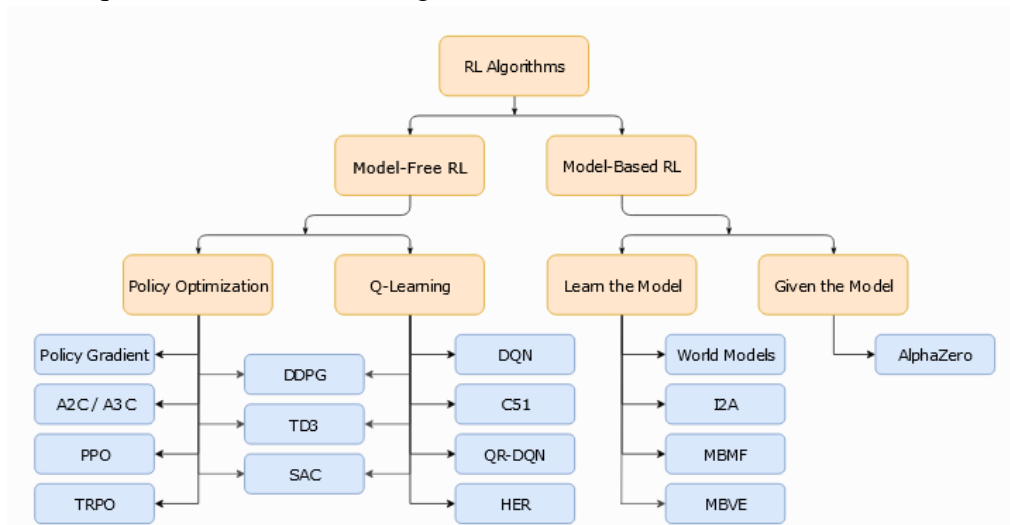 RL Algorithms
Model-Free RL
Model-Based RL
Policy Optimization
Q-Learning
Learn the Model
Given the Model
Policy Gradient
DQN
World Models
AlphaZero
DDPG
A2C / A3C
C51
I2A
TD3
PPO
QR-DQN
MBMF
SAC
TRPO
HER
MBVE